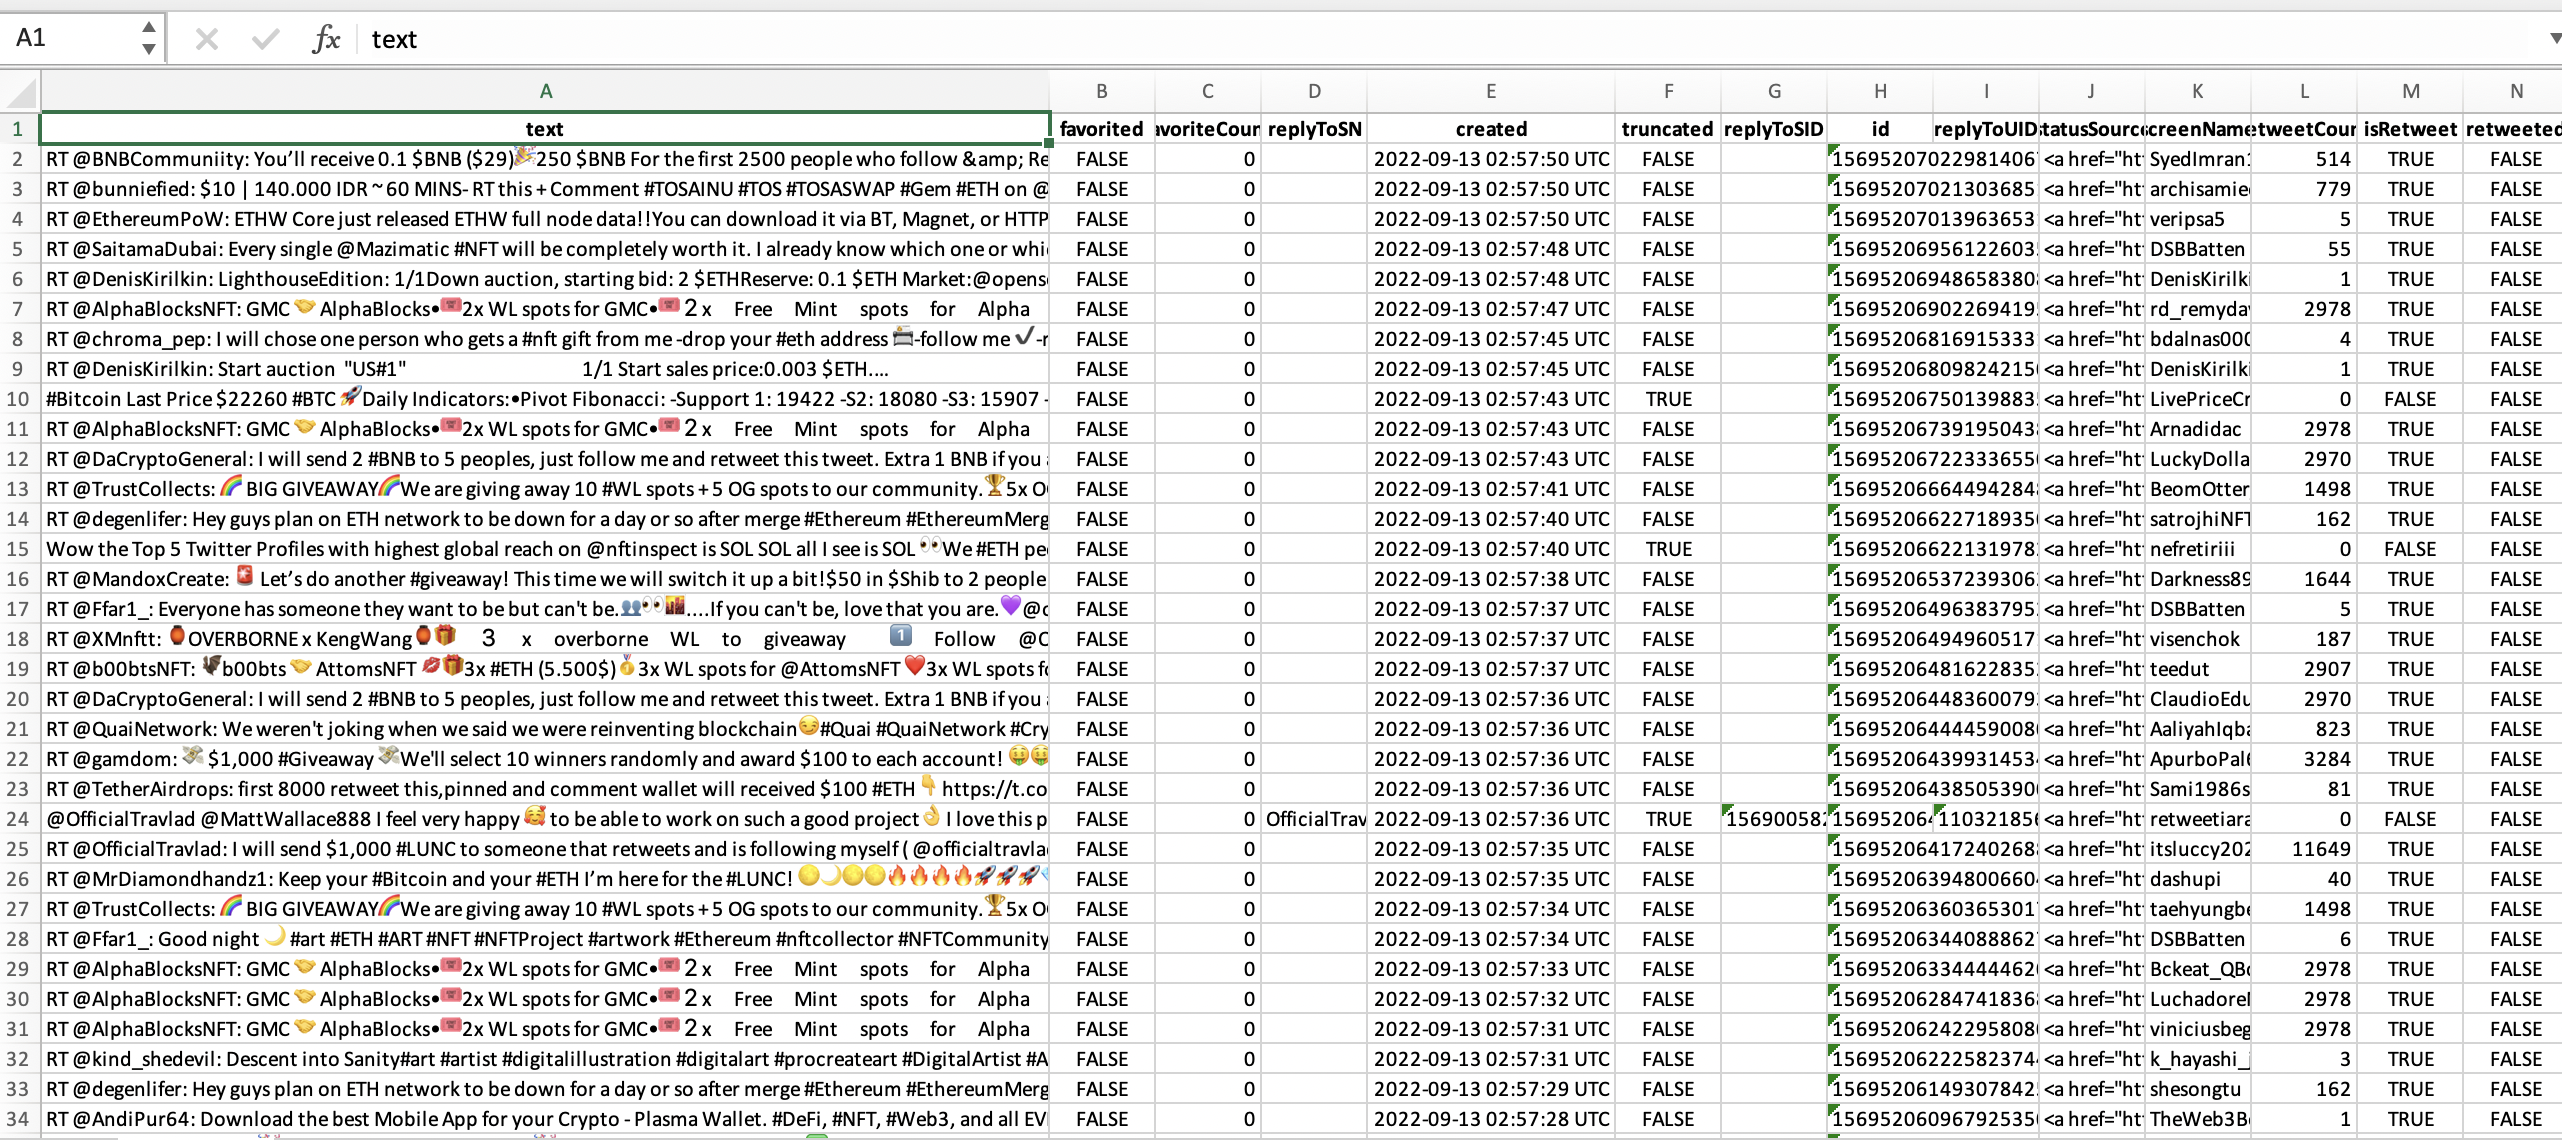 A1 fx text
A B C D E F G H I J K L M N
1 text favorited avoriteCoun replyToSN created truncated replyToSID id replyToUID statusSource creenName etweetCour isRetweet retweeted
2 RT @BNBCommuniity: You’ll receive 0.1 $BNB ($29)🎉250 $BNB For the first 2500 people who follow &amp; Re FALSE 0 2022-09-13 02:57:50 UTC FALSE 156952070229814067 <a href="ht SyedImran1 514 TRUE FALSE
3 RT @bunniefied: $10 | 140.000 IDR ~ 60 MINS- RT this + Comment #TOSAINU #TOS #TOSASWAP #Gem #ETH on @ FALSE 0 2022-09-13 02:57:50 UTC FALSE 156952070213036851 <a href="ht archisamie 779 TRUE FALSE
4 RT @EthereumPoW: ETHW Core just released ETHW full node data!!You can download it via BT, Magnet, or HTTP FALSE 0 2022-09-13 02:57:50 UTC FALSE 15695207013963653 <a href="ht veripsa5 5 TRUE FALSE
5 RT @SaitamaDubai: Every single @Mazimatic #NFT will be completely worth it. I already know which one or whi FALSE 0 2022-09-13 02:57:48 UTC FALSE 15695206956122603 <a href="ht DSBBatten 55 TRUE FALSE
6 RT @DenisKirilkin: LighthouseEdition: 1/1Down auction, starting bid: 2 $ETHReserve: 0.1 $ETH Market:@opens FALSE 0 2022-09-13 02:57:48 UTC FALSE 15695206948658380 <a href="ht DenisKirilki 1 TRUE FALSE
7 RT @AlphaBlocksNFT: GMC 🤝 AlphaBlocks•🎟2x WL spots for GMC•🎟 2 x Free Mint spots for Alpha FALSE 0 2022-09-13 02:57:47 UTC FALSE 15695206902269419 <a href="ht rd_remyda 2978 TRUE FALSE
8 RT @chroma_pep: I will chose one person who gets a #nft gift from me -drop your #eth address 📇-follow me ✔-r FALSE 0 2022-09-13 02:57:45 UTC FALSE 15695206816915333 <a href="ht bdalnas000 4 TRUE FALSE
9 RT @DenisKirilkin: Start auction "US#1" 1/1 Start sales price:0.003 $ETH.... FALSE 0 2022-09-13 02:57:45 UTC FALSE 15695206809824215 <a href="ht DenisKirilki 1 TRUE FALSE
10 #Bitcoin Last Price $22260 #BTC 🚀Daily Indicators:•Pivot Fibonacci: -Support 1: 19422 -S2: 18080 -S3: 15907 - FALSE 0 2022-09-13 02:57:43 UTC TRUE 15695206750139883 <a href="ht LivePriceCr 0 FALSE FALSE
11 RT @AlphaBlocksNFT: GMC 🤝 AlphaBlocks•🎟2x WL spots for GMC•🎟 2 x Free Mint spots for Alpha FALSE 0 2022-09-13 02:57:43 UTC FALSE 15695206739195043 <a href="ht Arnadidac 2978 TRUE FALSE
12 RT @DaCryptoGeneral: I will send 2 #BNB to 5 peoples, just follow me and retweet this tweet. Extra 1 BNB if you FALSE 0 2022-09-13 02:57:43 UTC FALSE 15695206722333655 <a href="ht LuckyDolla 2970 TRUE FALSE
13 RT @TrustCollects: 🌈 BIG GIVEAWAY🌈We are giving away 10 #WL spots + 5 OG spots to our community.🏆5x O FALSE 0 2022-09-13 02:57:41 UTC FALSE 15695206664494284 <a href="ht BeomOtter 1498 TRUE FALSE
14 RT @degenlifer: Hey guys plan on ETH network to be down for a day or so after merge #Ethereum #EthereumMerg FALSE 0 2022-09-13 02:57:40 UTC FALSE 15695206622718935 <a href="ht satrojhiNFT 162 TRUE FALSE
15 Wow the Top 5 Twitter Profiles with highest global reach on @nftinspect is SOL SOL all I see is SOL 👀We #ETH pe FALSE 0 2022-09-13 02:57:40 UTC TRUE 15695206622131978 <a href="ht nefretiriii 0 FALSE FALSE
16 RT @MandoxCreate: 🚨 Let’s do another #giveaway! This time we will switch it up a bit!$50 in $Shib to 2 people FALSE 0 2022-09-13 02:57:38 UTC FALSE 15695206537239306 <a href="ht Darkness89 1644 TRUE FALSE
17 RT @Ffar1_: Everyone has someone they want to be but can't be.👥👀🌇....If you can't be, love that you are.💜@c FALSE 0 2022-09-13 02:57:37 UTC FALSE 15695206496383795 <a href="ht DSBBatten 5 TRUE FALSE
18 RT @XMnftt: 🏮OVERBORNE x KengWang🏮🎁 3 x overborne WL to giveaway 1️⃣ Follow @O FALSE 0 2022-09-13 02:57:37 UTC FALSE 15695206494960517 <a href="ht visenchok 187 TRUE FALSE
19 RT @b00btsNFT: 🦇b00bts 🤝 AttomsNFT 💋🎁3x #ETH (5.500$)🏅3x WL spots for @AttomsNFT ❤️3x WL spots fo FALSE 0 2022-09-13 02:57:37 UTC FALSE 15695206481622835 <a href="ht teedut 2907 TRUE FALSE
20 RT @DaCryptoGeneral: I will send 2 #BNB to 5 peoples, just follow me and retweet this tweet. Extra 1 BNB if you FALSE 0 2022-09-13 02:57:36 UTC FALSE 15695206448360079 <a href="ht ClaudioEdu 2970 TRUE FALSE
21 RT @QuaiNetwork: We weren't joking when we said we were reinventing blockchain😏#Quai #QuaiNetwork #Cry FALSE 0 2022-09-13 02:57:36 UTC FALSE 15695206444459008 <a href="ht AaliyahIqba 823 TRUE FALSE
22 RT @gamdom: 💸 $1,000 #Giveaway 💸We'll select 10 winners randomly and award $100 to each account! 🤑🤑 FALSE 0 2022-09-13 02:57:36 UTC FALSE 15695206439931453 <a href="ht ApurboPal6 3284 TRUE FALSE
23 RT @TetherAirdrops: first 8000 retweet this,pinned and comment wallet will received $100 #ETH 👇 https://t.co FALSE 0 2022-09-13 02:57:36 UTC FALSE 15695206438505390 <a href="ht Sami1986s 81 TRUE FALSE
24 @OfficialTravlad @MattWallace888 I feel very happy 🥰 to be able to work on such a good project👌 I love this p FALSE 0 OfficialTrav 2022-09-13 02:57:36 UTC TRUE 156900582 15695206 110321856 <a href="ht retweetiara 0 FALSE FALSE
25 RT @OfficialTravlad: I will send $1,000 #LUNC to someone that retweets and is following myself ( @officialtravla FALSE 0 2022-09-13 02:57:35 UTC FALSE 15695206417240268 <a href="ht itsluccy202 11649 TRUE FALSE
26 RT @MrDiamondhandz1: Keep your #Bitcoin and your #ETH I’m here for the #LUNC! 🌕🌙🌕🌕🔥🔥🔥🔥🚀🚀🚀 FALSE 0 2022-09-13 02:57:35 UTC FALSE 15695206394800660 <a href="ht dashupi 40 TRUE FALSE
27 RT @TrustCollects: 🌈 BIG GIVEAWAY🌈We are giving away 10 #WL spots + 5 OG spots to our community.🏆5x O FALSE 0 2022-09-13 02:57:34 UTC FALSE 15695206360365301 <a href="ht taehyungbe 1498 TRUE FALSE
28 RT @Ffar1_: Good night 🌙 #art #ETH #ART #NFT #NFTProject #artwork #Ethereum #nftcollector #NFTCommunity FALSE 0 2022-09-13 02:57:34 UTC FALSE 15695206344088862 <a href="ht DSBBatten 6 TRUE FALSE
29 RT @AlphaBlocksNFT: GMC 🤝 AlphaBlocks•🎟2x WL spots for GMC•🎟 2 x Free Mint spots for Alpha FALSE 0 2022-09-13 02:57:33 UTC FALSE 15695206334444462 <a href="ht Bckeat_QBc 2978 TRUE FALSE
30 RT @AlphaBlocksNFT: GMC 🤝 AlphaBlocks•🎟2x WL spots for GMC•🎟 2 x Free Mint spots for Alpha FALSE 0 2022-09-13 02:57:32 UTC FALSE 15695206284741836 <a href="ht Luchadore 2978 TRUE FALSE
31 RT @AlphaBlocksNFT: GMC 🤝 AlphaBlocks•🎟2x WL spots for GMC•🎟 2 x Free Mint spots for Alpha FALSE 0 2022-09-13 02:57:31 UTC FALSE 15695206242295808 <a href="ht viniciusbeg 2978 TRUE FALSE
32 RT @kind_shedevil: Descent into Sanity#art #artist #digitalillustration #digitalart #procreateart #DigitalArtist #A FALSE 0 2022-09-13 02:57:31 UTC FALSE 15695206222582374 <a href="ht k_hayashi_ 3 TRUE FALSE
33 RT @degenlifer: Hey guys plan on ETH network to be down for a day or so after merge #Ethereum #EthereumMerg FALSE 0 2022-09-13 02:57:29 UTC FALSE 15695206149307842 <a href="ht shesongtu 162 TRUE FALSE
34 RT @AndiPur64: Download the best Mobile App for your Crypto - Plasma Wallet. #DeFi, #NFT, #Web3, and all EV FALSE 0 2022-09-13 02:57:28 UTC FALSE 15695206096792535 <a href="ht TheWeb3B 1 TRUE FALSE